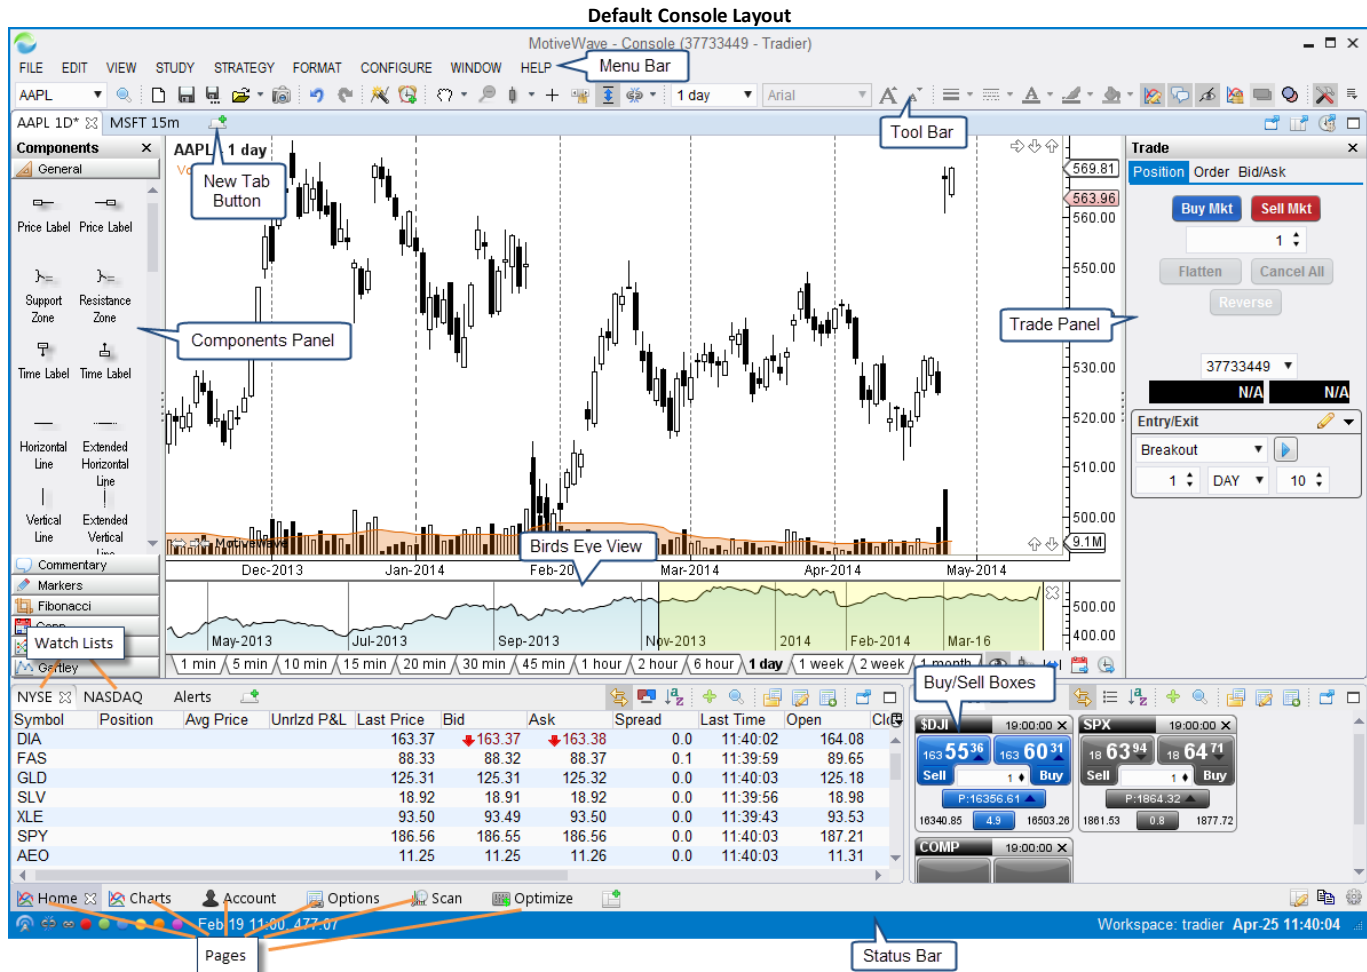 Default Console Layout
MotiveWave - Console (37733449 - Tradier)
FILE EDIT VIEW STUDY STRATEGY FORMAT CONFIGURE WINDOW HELP
Menu Bar
AAPL 1 day Arial
Tool Bar
AAPL 1D* MSFT 15m
New Tab
Button
Components
General
Price Label Price Label
Support Resistance
Zone Zone
Time Label Time Label
Horizontal Extended
Line Horizontal
Line
Vertical Extended
Line Vertical
Line
Commentary
Markers
Fibonacci
Gartley
Components Panel
Watch Lists
AAPL 1 day
569.81
563.96
560.00
550.00
530.00
520.00
510.00
500.00
9.1M
MotiveWave
Birds Eye View
Dec-2013 Jan-2014 Feb-20 Mar-2014 Apr-2014 May-2014
500.00
400.00
May-2013 Jul-2013 Sep-2013 Nov-2013 2014 Feb-2014 Mar-16
1 min 5 min 10 min 15 min 20 min 30 min 45 min 1 hour 2 hour 6 hour 1 day 1 week 2 week 1 month
Trade
Position Order Bid/Ask
Buy Mkt Sell Mkt
1
Flatten Cancel All
Reverse
Trade Panel
37733449
N/A N/A
Entry/Exit
Breakout
1 DAY 10
NYSE NASDAQ Alerts
Symbol Position Avg Price Unrlzd P&L Last Price Bid Ask Spread Last Time Open
DIA 163.37 163.37 163.38 0.0 11:40:02 164.08
FAS 88.33 88.32 88.37 0.1 11:39:59 89.65
GLD 125.31 125.31 125.32 0.0 11:40:03 125.18
SLV 18.92 18.91 18.92 0.0 11:39:56 18.98
XLE 93.50 93.49 93.50 0.0 11:39:43 93.53
SPY 186.56 186.55 186.56 0.0 11:40:03 187.21
AEO 11.25 11.25 11.26 0.0 11:40:03 11.31
Buy/Sell Boxes
$DJI 19:00:00
163 55 36 163 60 31
Sell 1 Buy
P:16356.61
16340.85 4.9 16503.26
SPX 19:00:00
18 63 94 18 64 71
Sell 1 Buy
P:1864.32
1861.53 0.8 1877.72
COMP 19:00:00
Home Charts Account Options Scan Optimize
Feb 19 11:00, 477.07
Workspace: tradier Apr-25 11:40:04
Pages
Status Bar